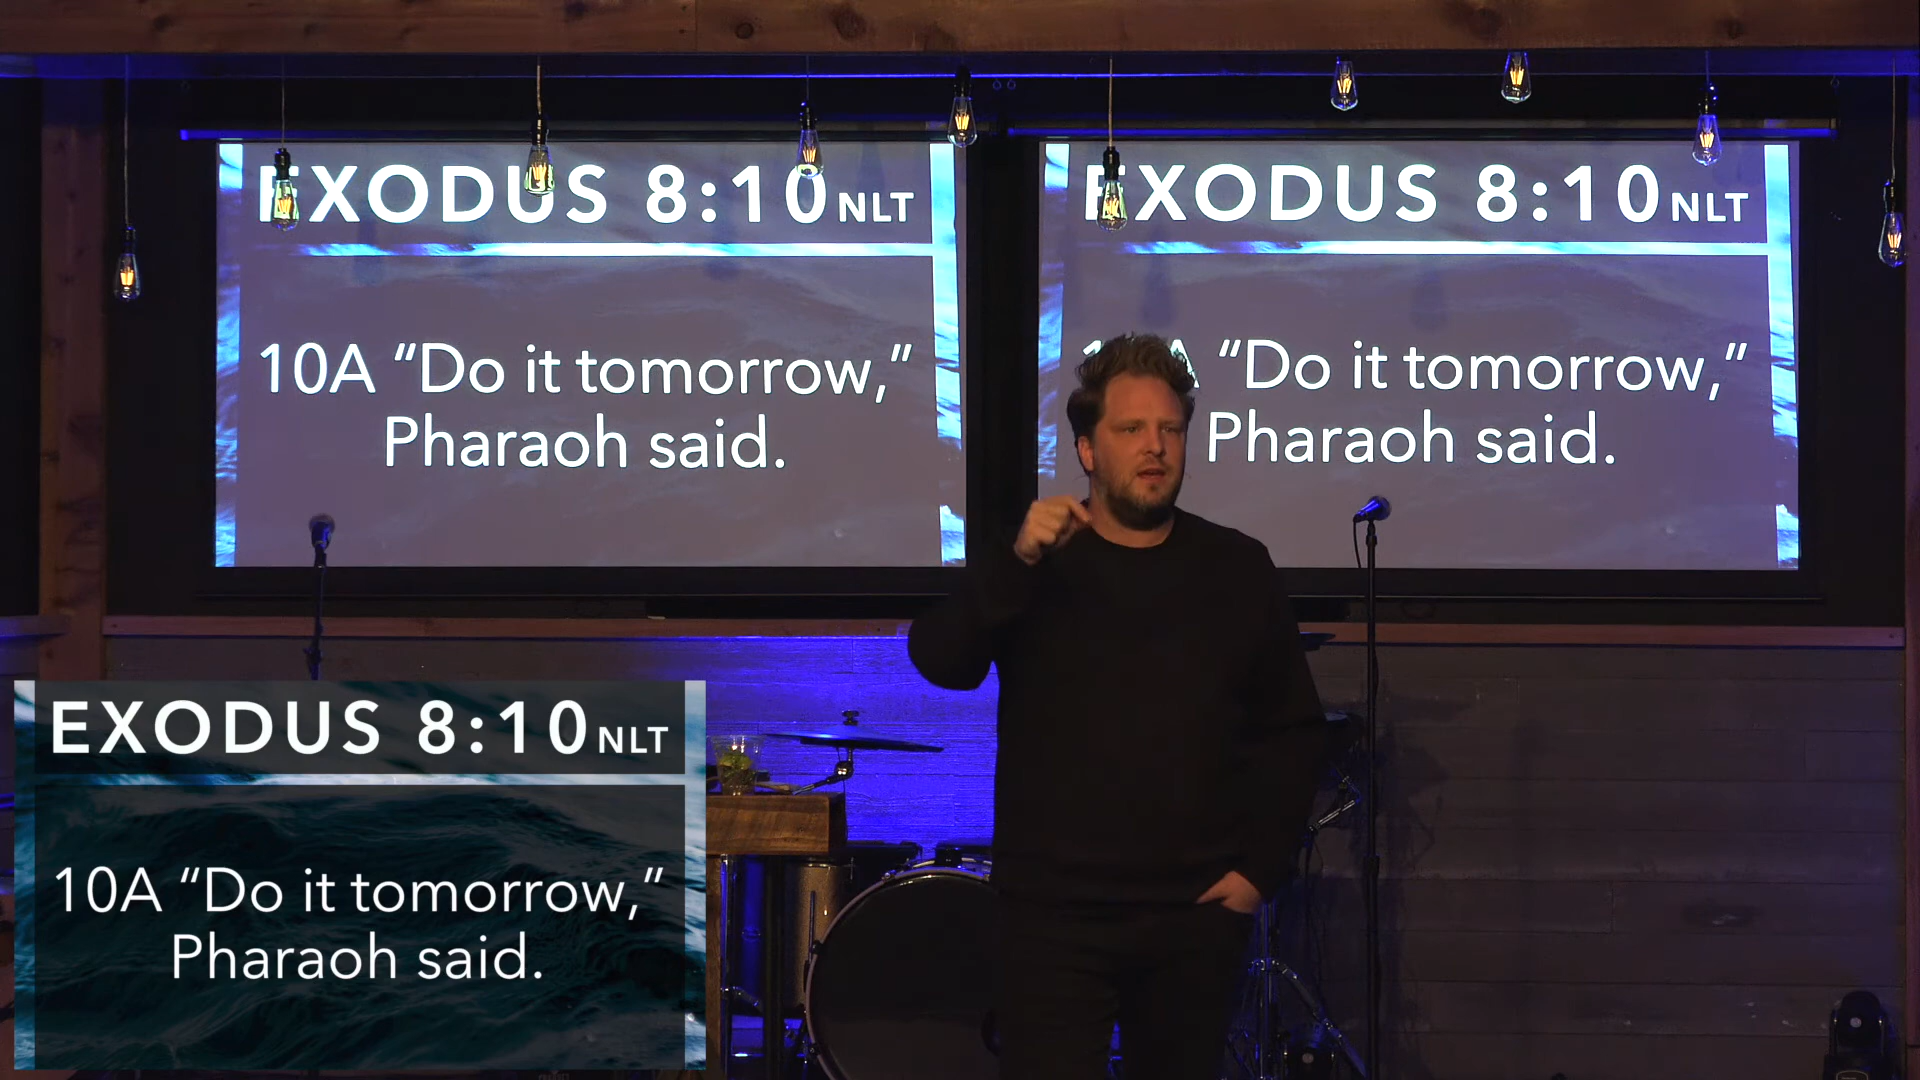 EXODUS 8:10 NLT
10A “Do it tomorrow,”
Pharaoh said.
EXODUS 8:10 NLT
“Do it tomorrow,”
Pharaoh said.
EXODUS 8:10 NLT
10A “Do it tomorrow,”
Pharaoh said.